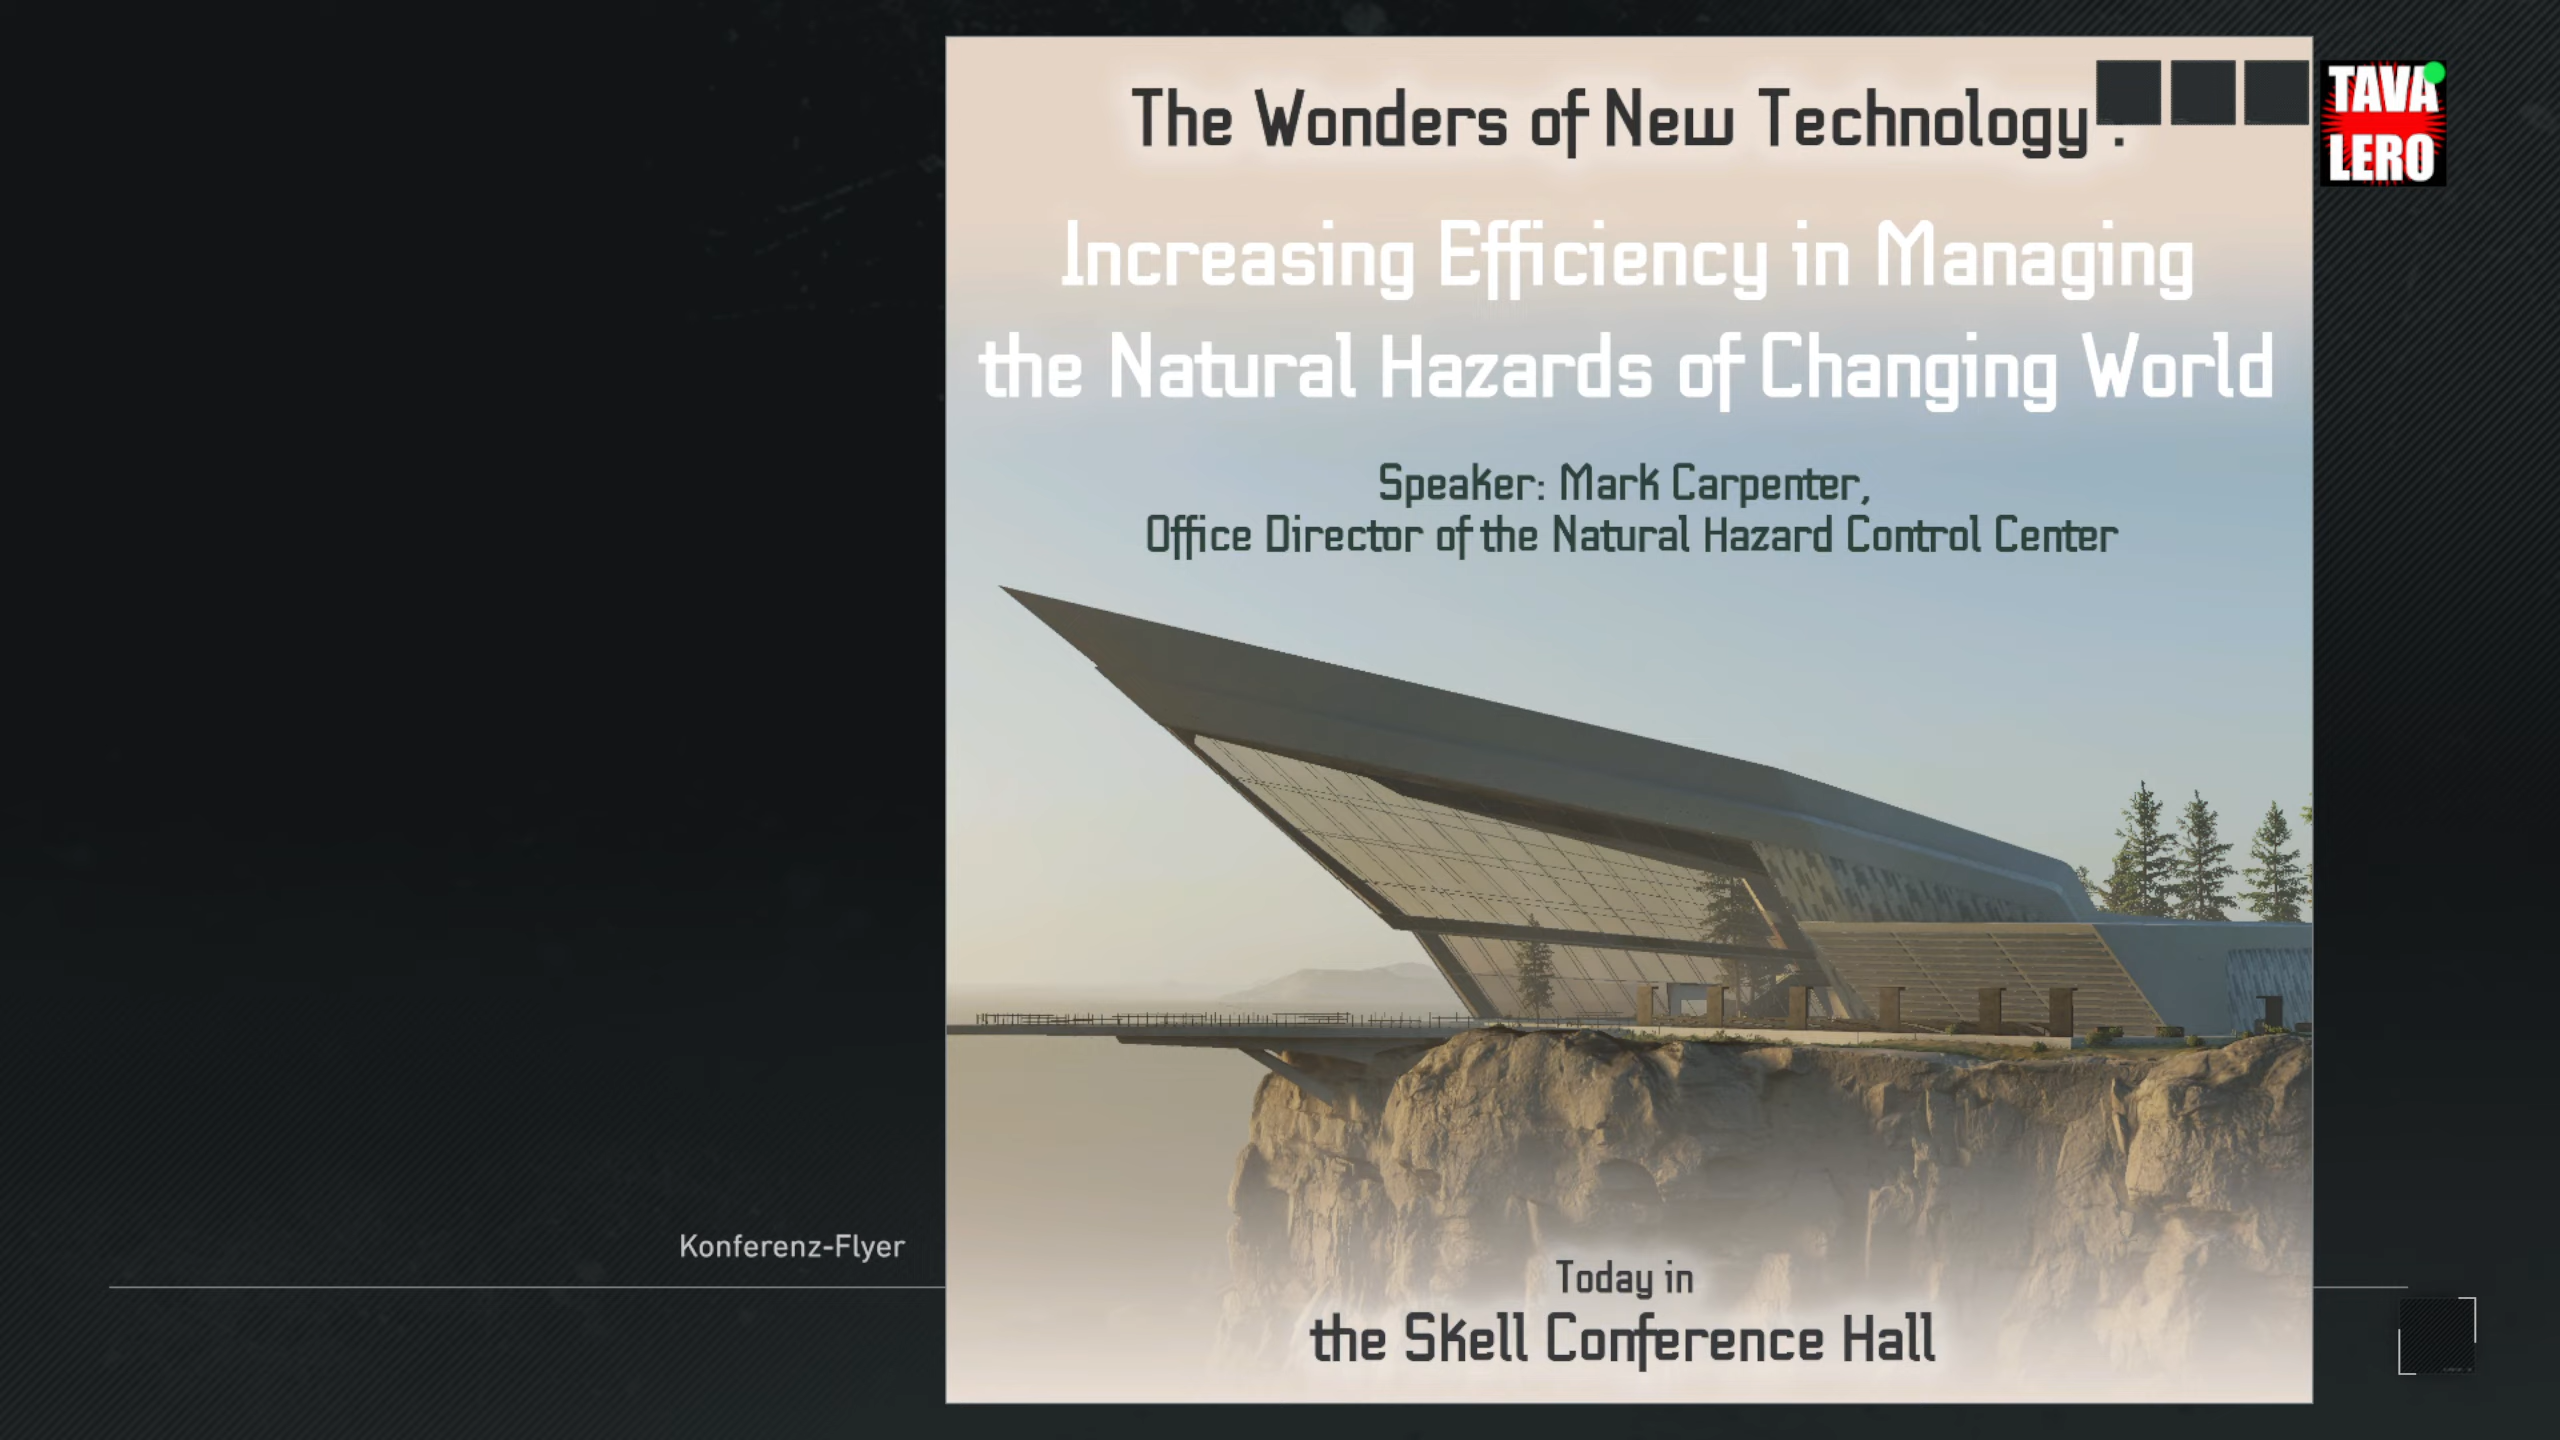 The Wonders of New Technology :
Increasing Efficiency in Managing
the Natural Hazards of Changing World
Speaker: Mark Carpenter,
Office Director of the Natural Hazard Control Center
Today in
the Skell Conference Hall
Konferenz-Flyer
TAVA
LERO